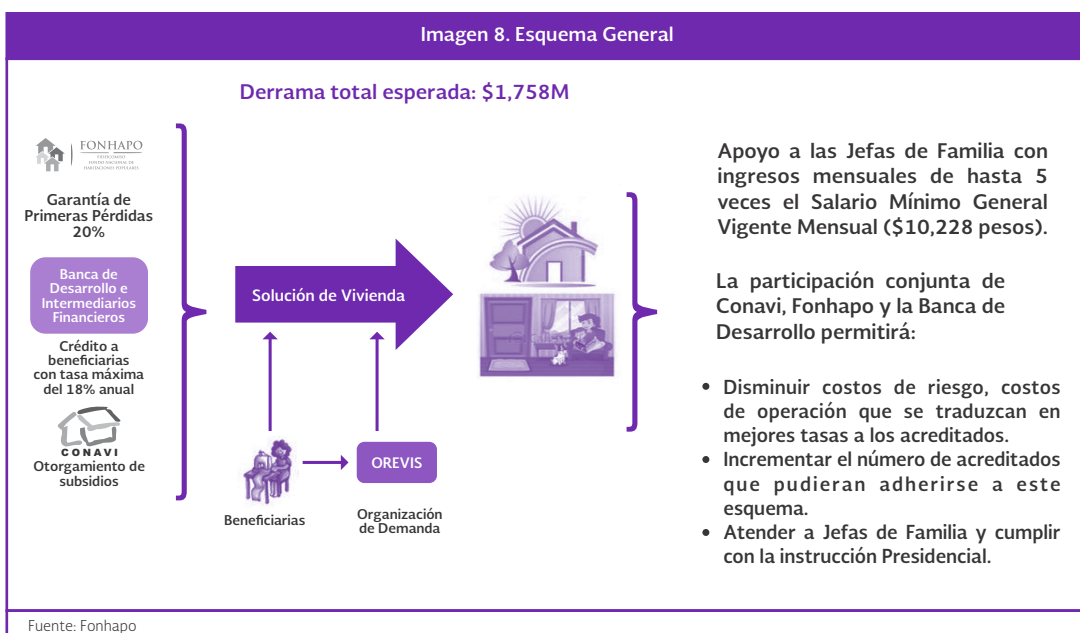 Imagen 8. Esquema General
Derrama total esperada: $1,758M
FONHAPO
FIDEICOMISO
FONDO NACIONAL DE
HABITACIONES POPULARES
Garantía de
Primeras Pérdidas
20%
Banca de
Desarrollo e
Intermediarios
Financieros
Crédito a
beneficiarias
con tasa máxima
del 18% anual
CONAVI
Otorgamiento de
subsidios
Solución de Vivienda
Beneficiarias
OREVIS
Organización
de Demanda
Apoyo a las Jefas de Familia con
ingresos mensuales de hasta 5
veces el Salario Mínimo General
Vigente Mensual ($10,228 pesos).
La participación conjunta de
Conavi, Fonhapo y la Banca de
Desarrollo permitirá:
• Disminuir costos de riesgo, costos
de operación que se traduzcan en
mejores tasas a los acreditados.
• Incrementar el número de acreditados
que pudieran adherirse a este
esquema.
• Atender a Jefas de Familia y cumplir
con la instrucción Presidencial.
Fuente: Fonhapo